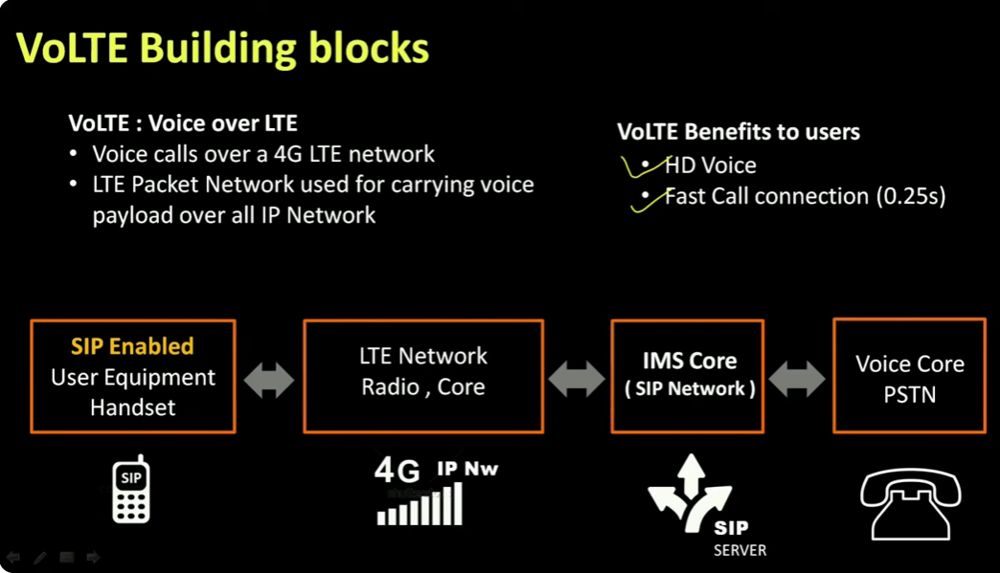 VoLTE Building blocks
VoLTE : Voice over LTE
• Voice calls over a 4G LTE network
• LTE Packet Network used for carrying voice
payload over all IP Network
VoLTE Benefits to users
• HD Voice
• Fast Call connection (0.25s)
SIP Enabled
User Equipment
Handset
LTE Network
Radio , Core
IMS Core
( SIP Network )
Voice Core
PSTN
SIP
4G IP Nw
SIP
SERVER